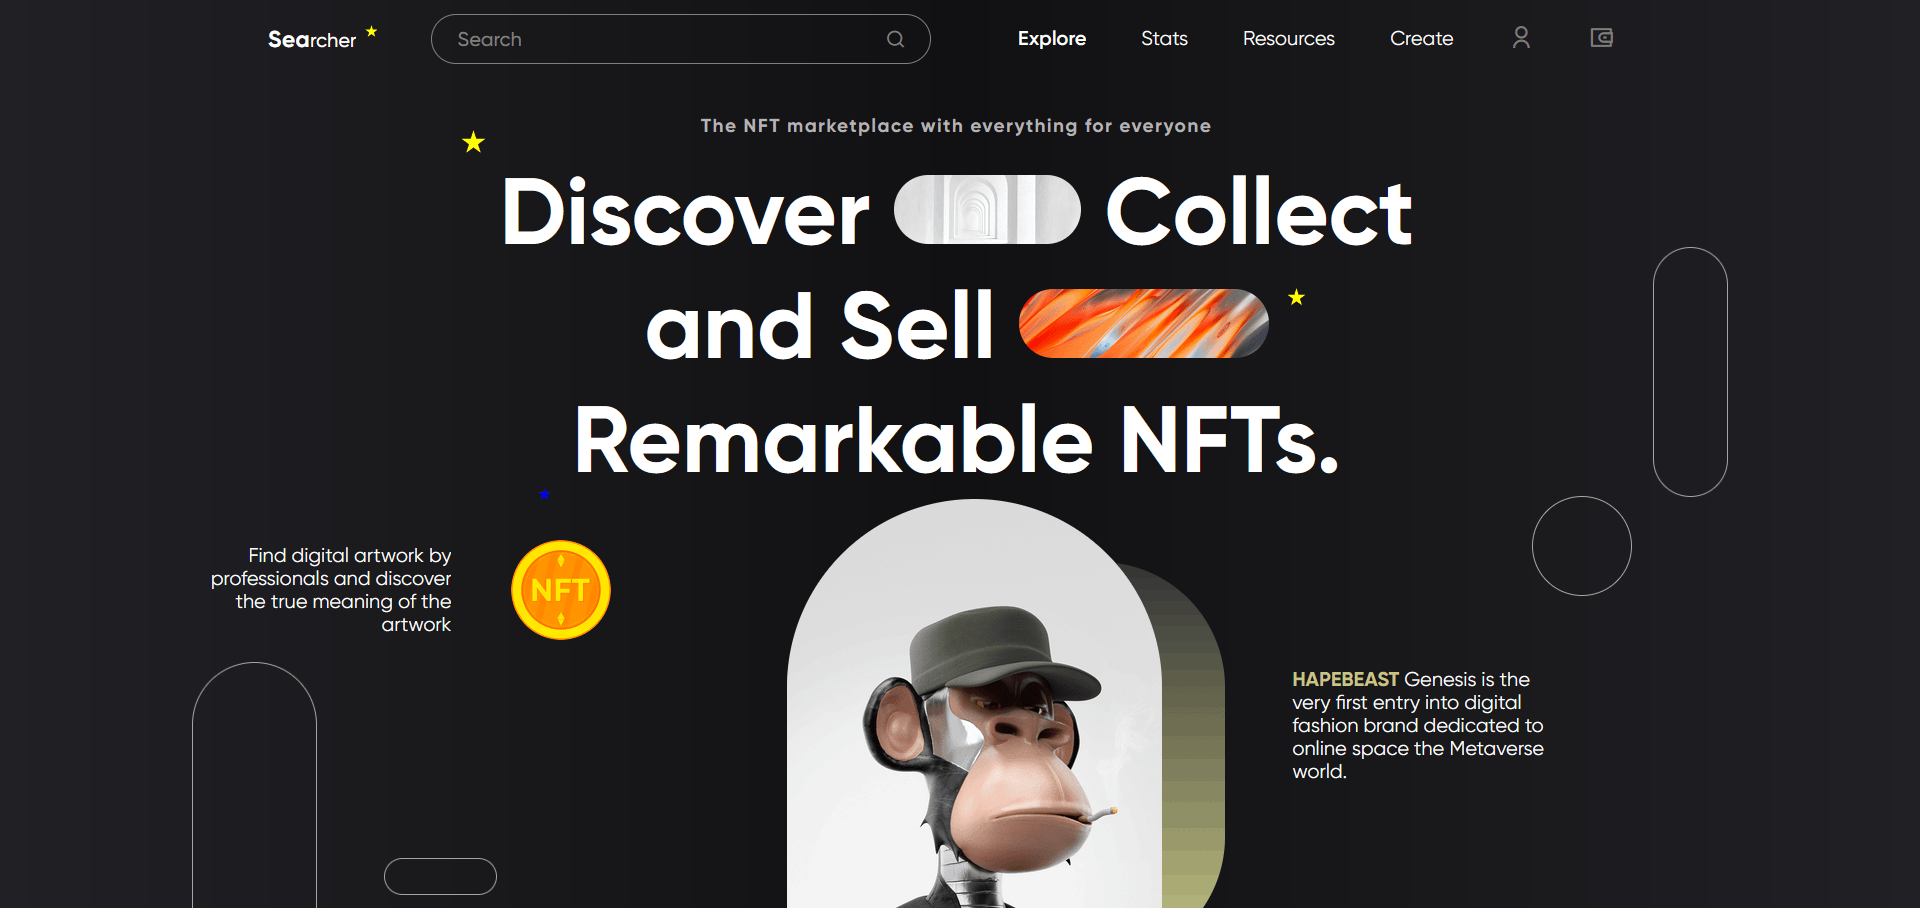 Searcher
Search
Explore
Stats
Resources
Create
The NFT marketplace with everything for everyone
Discover Collect
and Sell
Remarkable NFTs.
Find digital artwork by
professionals and discover
the true meaning of the
artwork
NFT
HAPEBEAST Genesis is the
very first entry into digital
fashion brand dedicated to
online space the Metaverse
world.